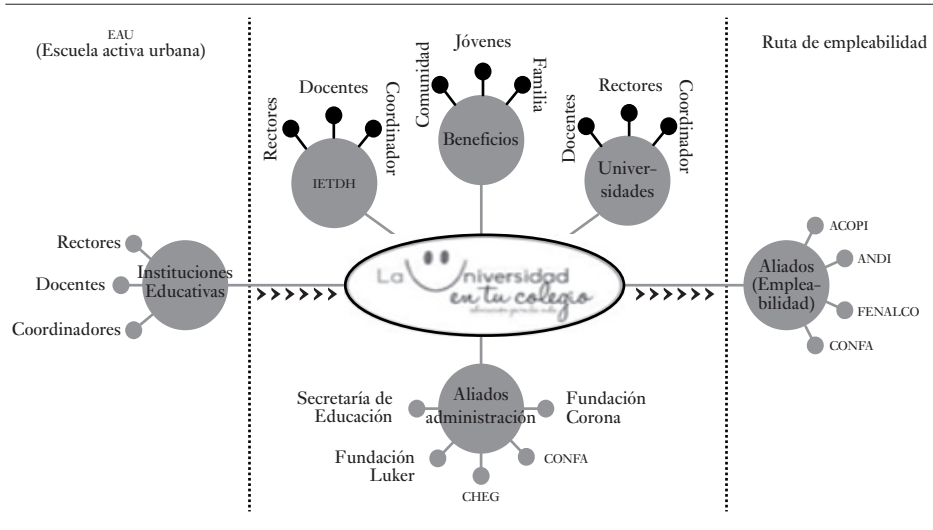 EAU
(Escuela activa urbana)
Ruta de empleabilidad
Rectores
Docentes
Coordinador
IETDH
Comunidad
Jóvenes
Familia
Beneficios
Docentes
Rectores
Coordinador
Univer-
sidades
Rectores
Docentes
Coordinadores
Instituciones
Educativas
La Universidad
en tu colegio
Aliados
(Emplea-
bilidad)
ACOPI
ANDI
FENALCO
CONFA
Aliados
administración
Secretaría de
Educación
Fundación
Luker
CHEG
CONFA
Fundación
Corona